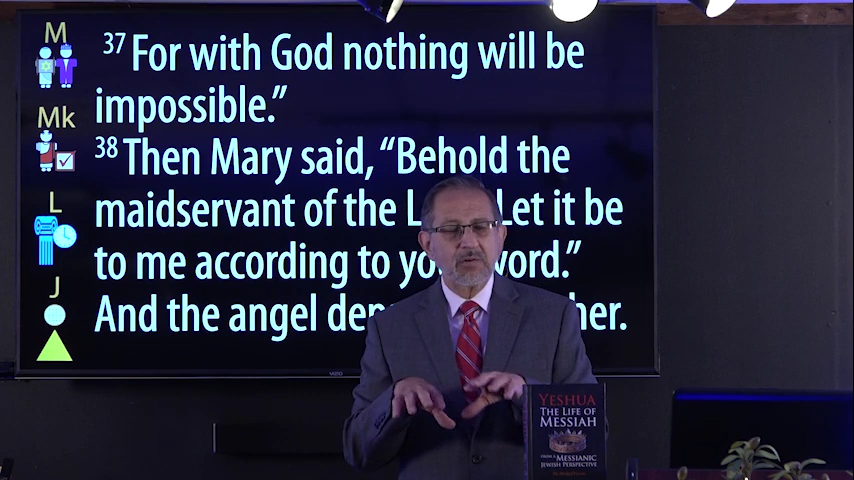 M
Mk
L
J
37 For with God nothing will be
impossible.”
38 Then Mary said, “Behold the
maidservant of the L Let it be
to me according to yo word.”
And the angel dep her.
YESHUA
THE LIFE OF
MESSIAH
FROM A MESSIANIC
JEWISH PERSPECTIVE